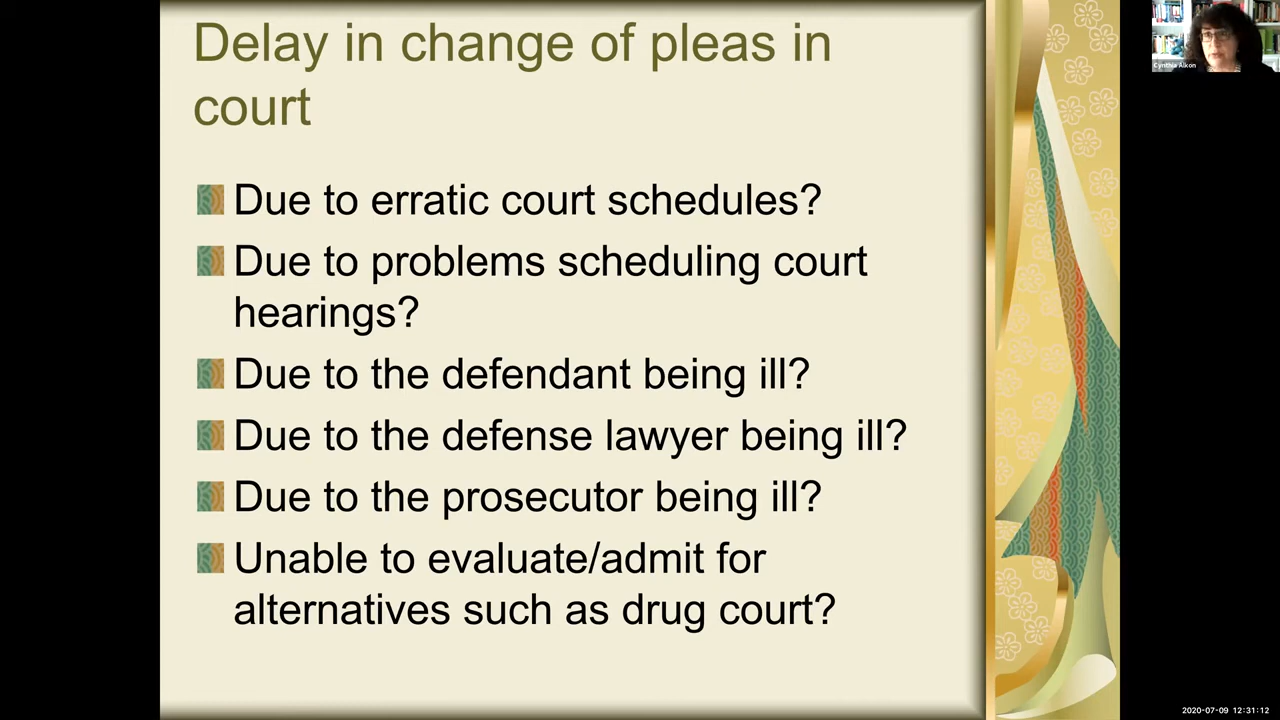 Delay in change of pleas in
court
Due to erratic court schedules?
Due to problems scheduling court
hearings?
Due to the defendant being ill?
Due to the defense lawyer being ill?
Due to the prosecutor being ill?
Unable to evaluate/admit for
alternatives such as drug court?
Cynthia Alkon
2020-07-09 12:31:12